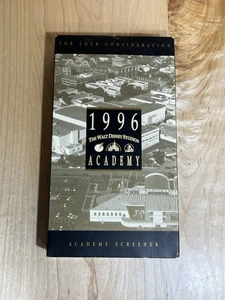 FOR YOUR CONSIDERATION
1996
THE WALT DISNEY STUDIOS
ACADEMY
ACADEMY SCREENER